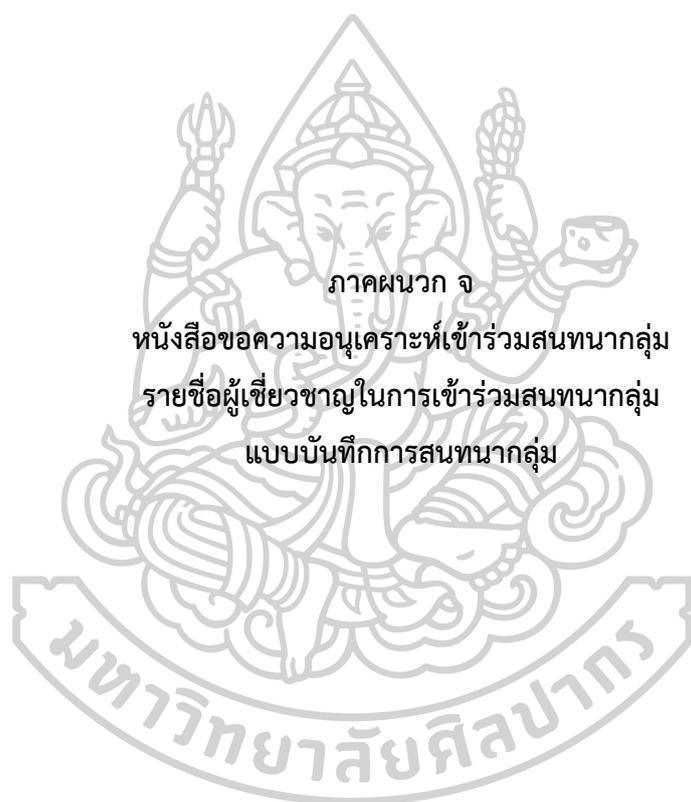 ภาคผนวก จ
หนังสือขอความอนุเคราะห์เข้าร่วมสนทนากลุ่ม
รายชื่อผู้เชี่ยวชาญในการเข้าร่วมสนทนากลุ่ม
แบบบันทึกการสนทนากลุ่ม
มหาวิทยาลัยศิลปากร